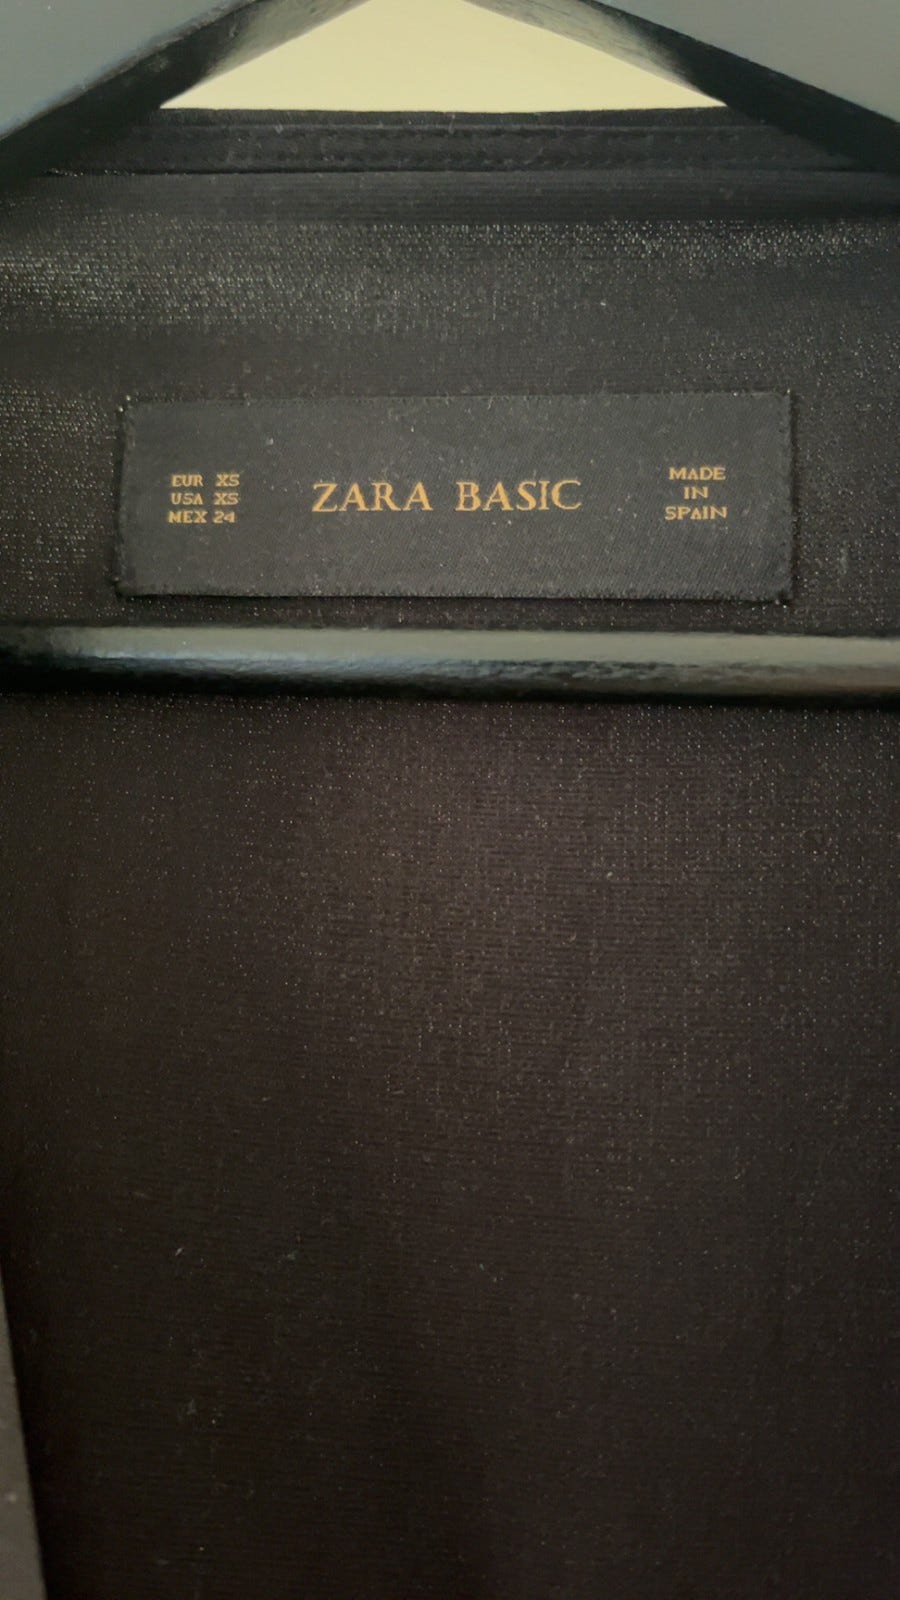 EUR XS
USA XS
MEX 24
ZARA BASIC
MADE
IN
SPAIN